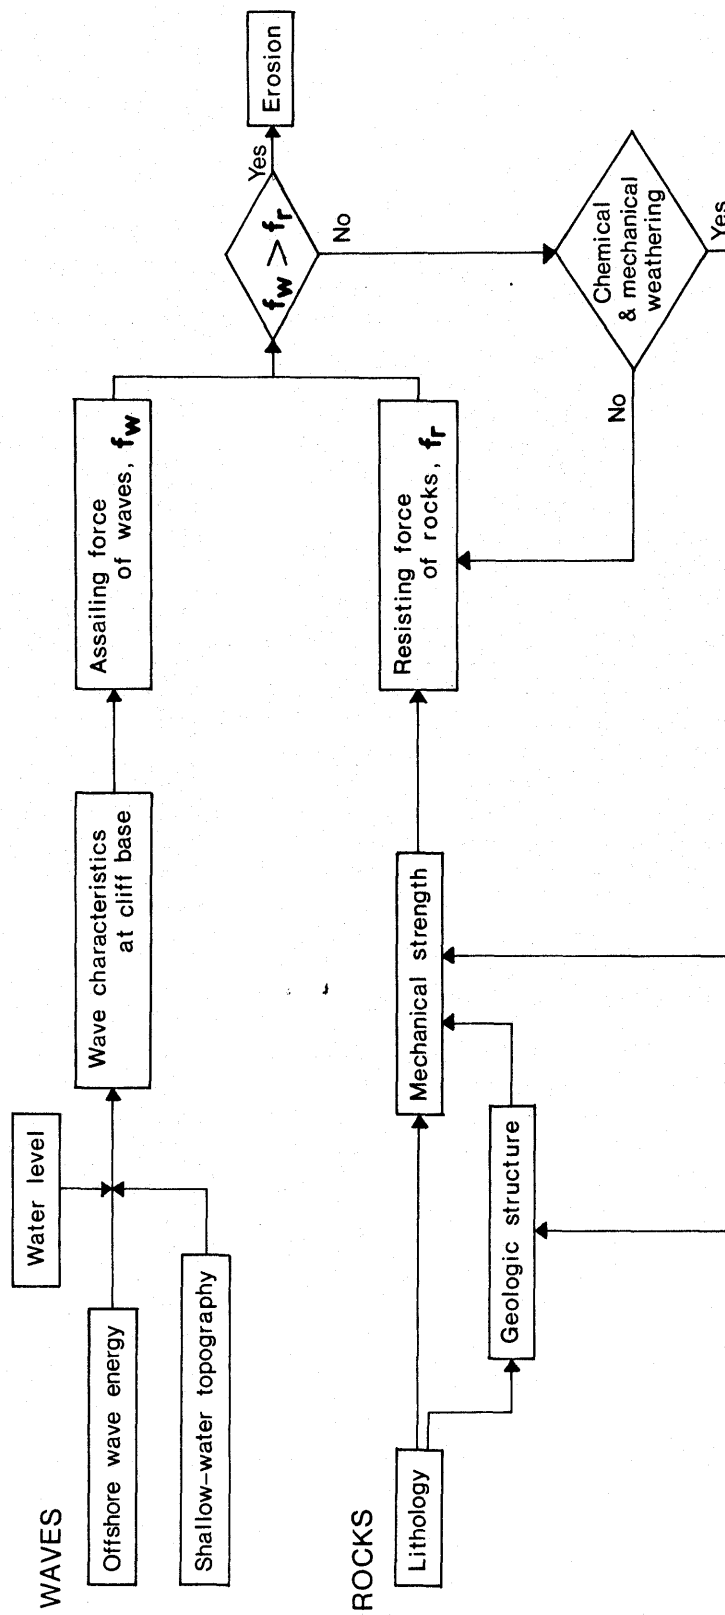 WAVES
Offshore wave energy
Water level
Shallow-water topography
Wave characteristics
at cliff base
Assailing force
of waves, fw
ROCKS
Lithology
Geologic structure
Mechanical strength
Resisting force
of rocks, fr
fw > fr
Yes
Erosion
No
Chemical
& mechanical
weathering
No
Yes